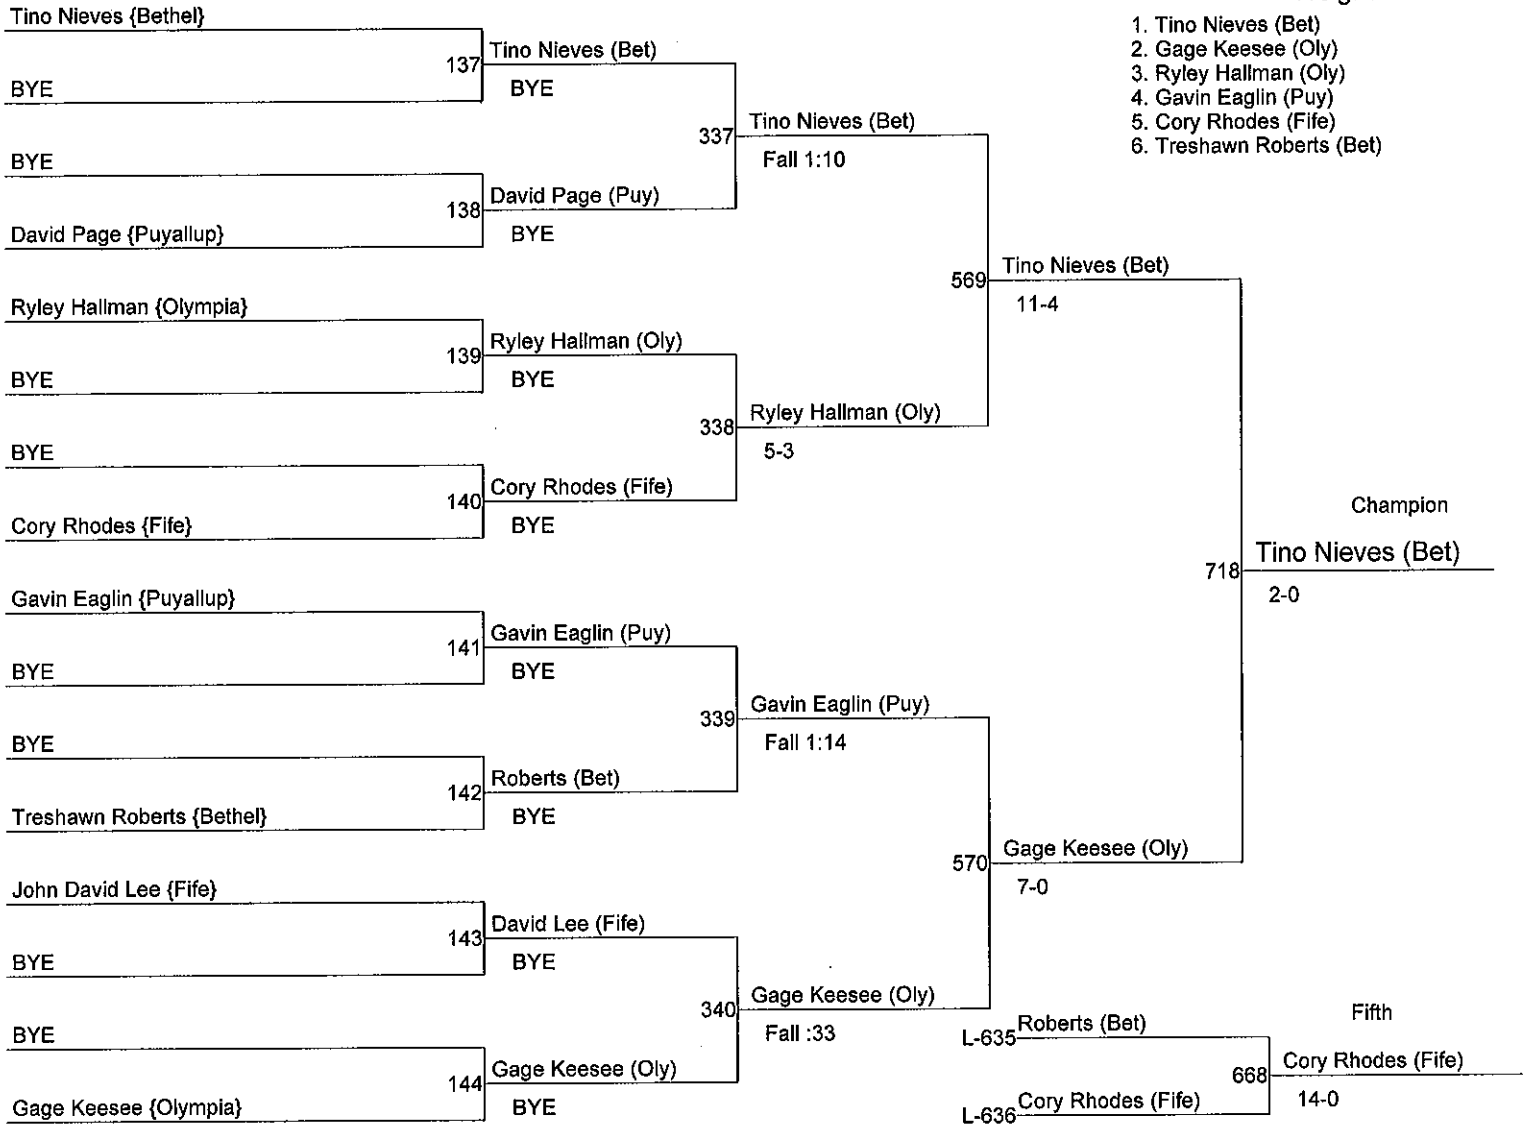 1. Tino Nieves (Bet)
2. Gage Keesee (Oly)
3. Ryley Hallman (Oly)
4. Gavin Eaglin (Puy)
5. Cory Rhodes (Fife)
6. Treshawn Roberts (Bet)
Tino Nieves {Bethel}
BYE
BYE
David Page {Puyallup}
Ryley Hallman {Olympia}
BYE
BYE
Cory Rhodes {Fife}
Gavin Eaglin {Puyallup}
BYE
BYE
Treshawn Roberts {Bethel}
John David Lee {Fife}
BYE
BYE
Gage Keesee {Olympia}
137 Tino Nieves (Bet)
BYE
138 David Page (Puy)
BYE
139 Ryley Hallman (Oly)
BYE
140 Cory Rhodes (Fife)
BYE
141 Gavin Eaglin (Puy)
BYE
142 Roberts (Bet)
BYE
143 David Lee (Fife)
BYE
144 Gage Keesee (Oly)
BYE
337 Tino Nieves (Bet)
Fall 1:10
338 Ryley Hallman (Oly)
5-3
339 Gavin Eaglin (Puy)
Fall 1:14
340 Gage Keesee (Oly)
Fall :33
569 Tino Nieves (Bet)
11-4
570 Gage Keesee (Oly)
7-0
Champion
718 Tino Nieves (Bet)
2-0
Fifth
L-635 Roberts (Bet)
L-636 Cory Rhodes (Fife)
668 Cory Rhodes (Fife)
14-0